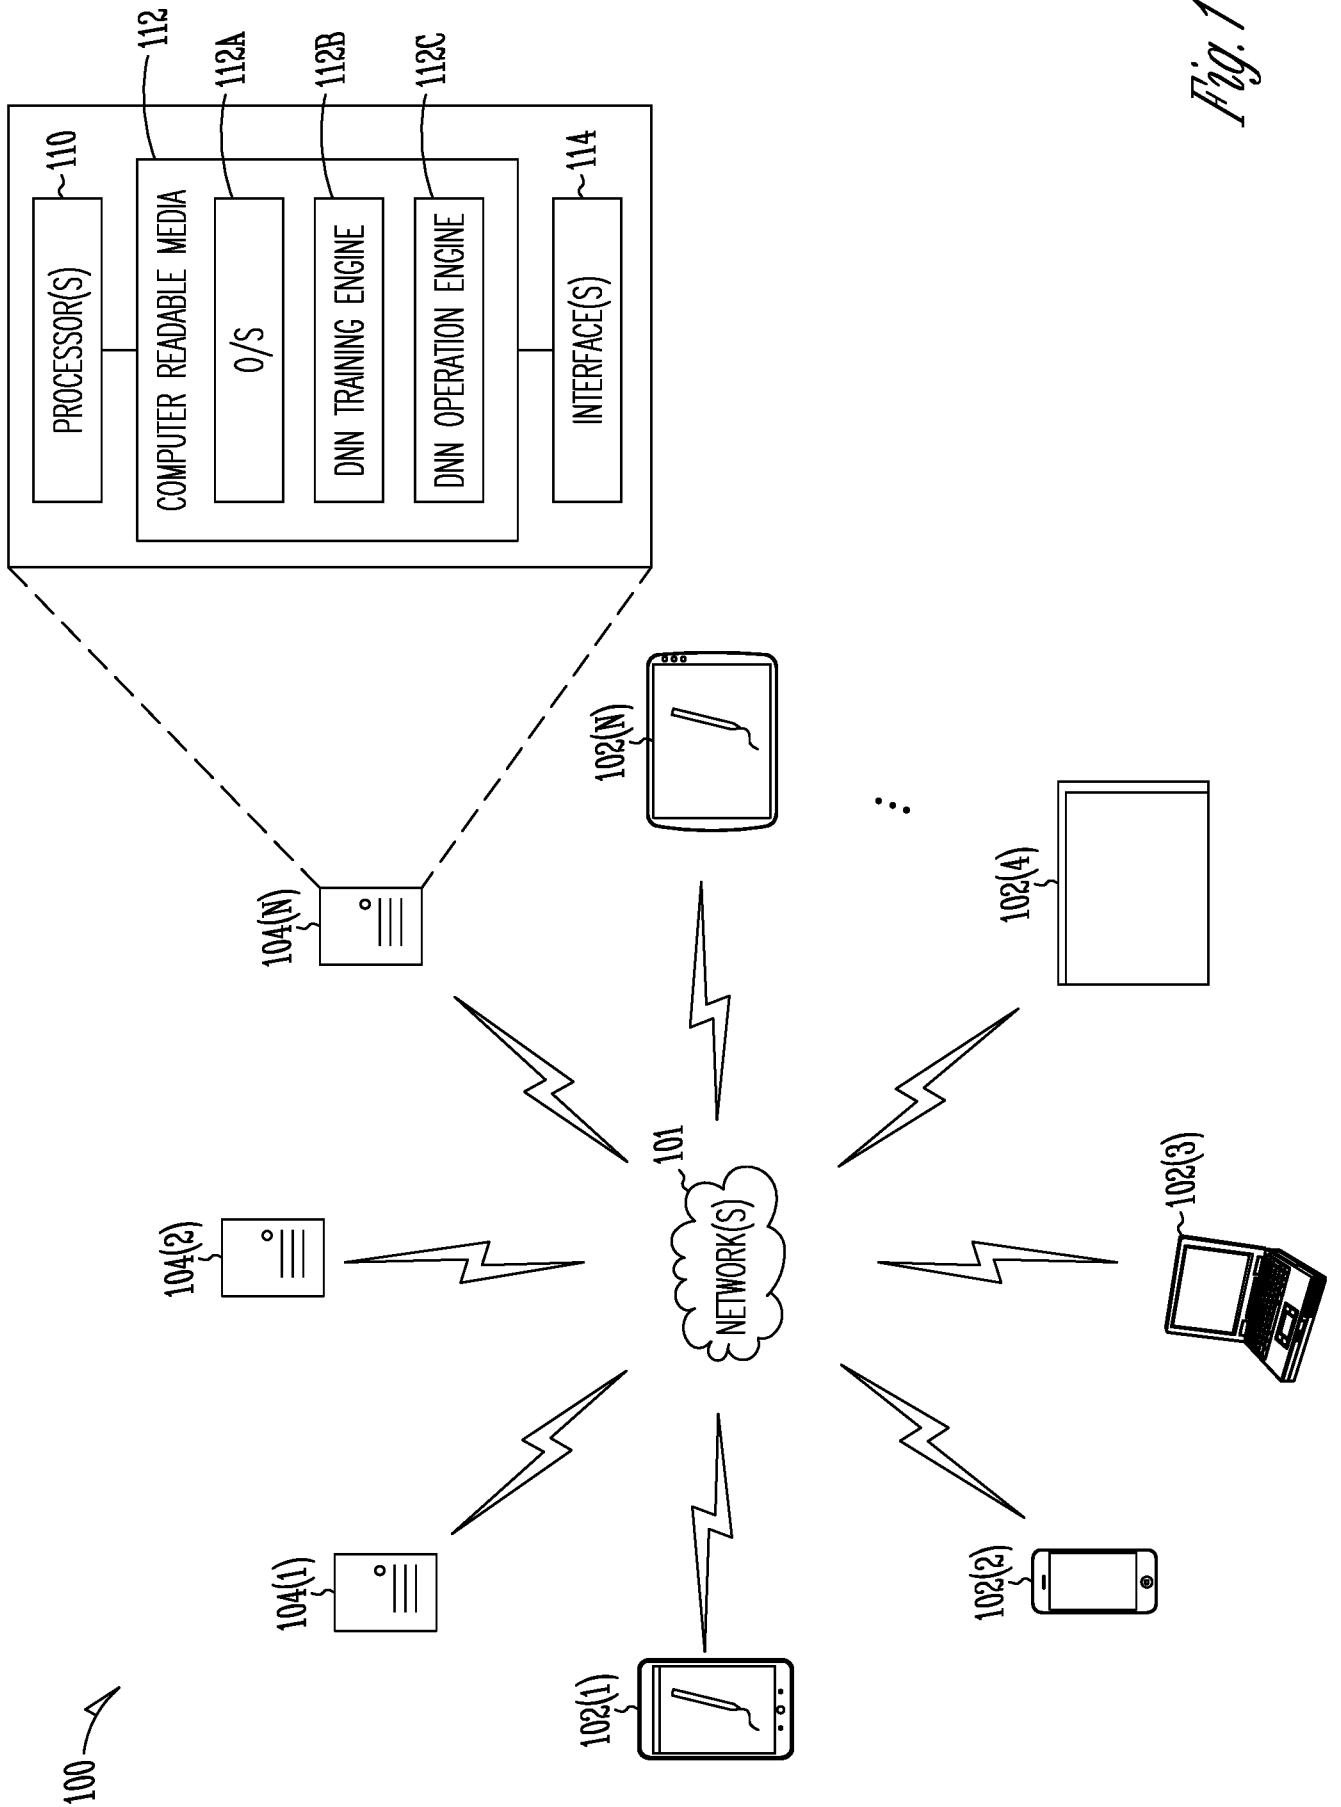 100
104(1)
104(2)
104(N)
PROCESSOR(S)
110
COMPUTER READABLE MEDIA
112
O/S
112A
DNN TRAINING ENGINE
112B
DNN OPERATION ENGINE
112C
INTERFACE(S)
114
102(1)
NETWORK(S)
101
102(N)
102(2)
102(3)
102(4)
Fig. 1